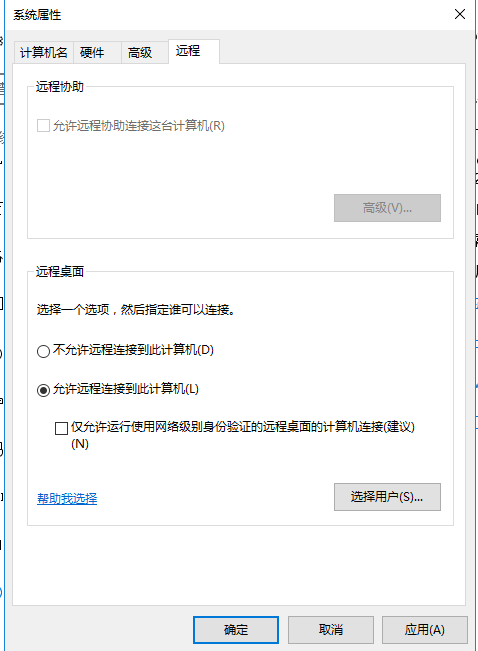 系统属性
计算机名 硬件 高级 远程
远程协助
允许远程协助连接这台计算机(R)
高级(V)...
远程桌面
选择一个选项，然后指定谁可以连接。
不允许远程连接到此计算机(D)
允许远程连接到此计算机(L)
仅允许运行使用网络级别身份验证的远程桌面的计算机连接(建议)
(N)
帮助我选择 选择用户(S)...
确定 取消 应用(A)